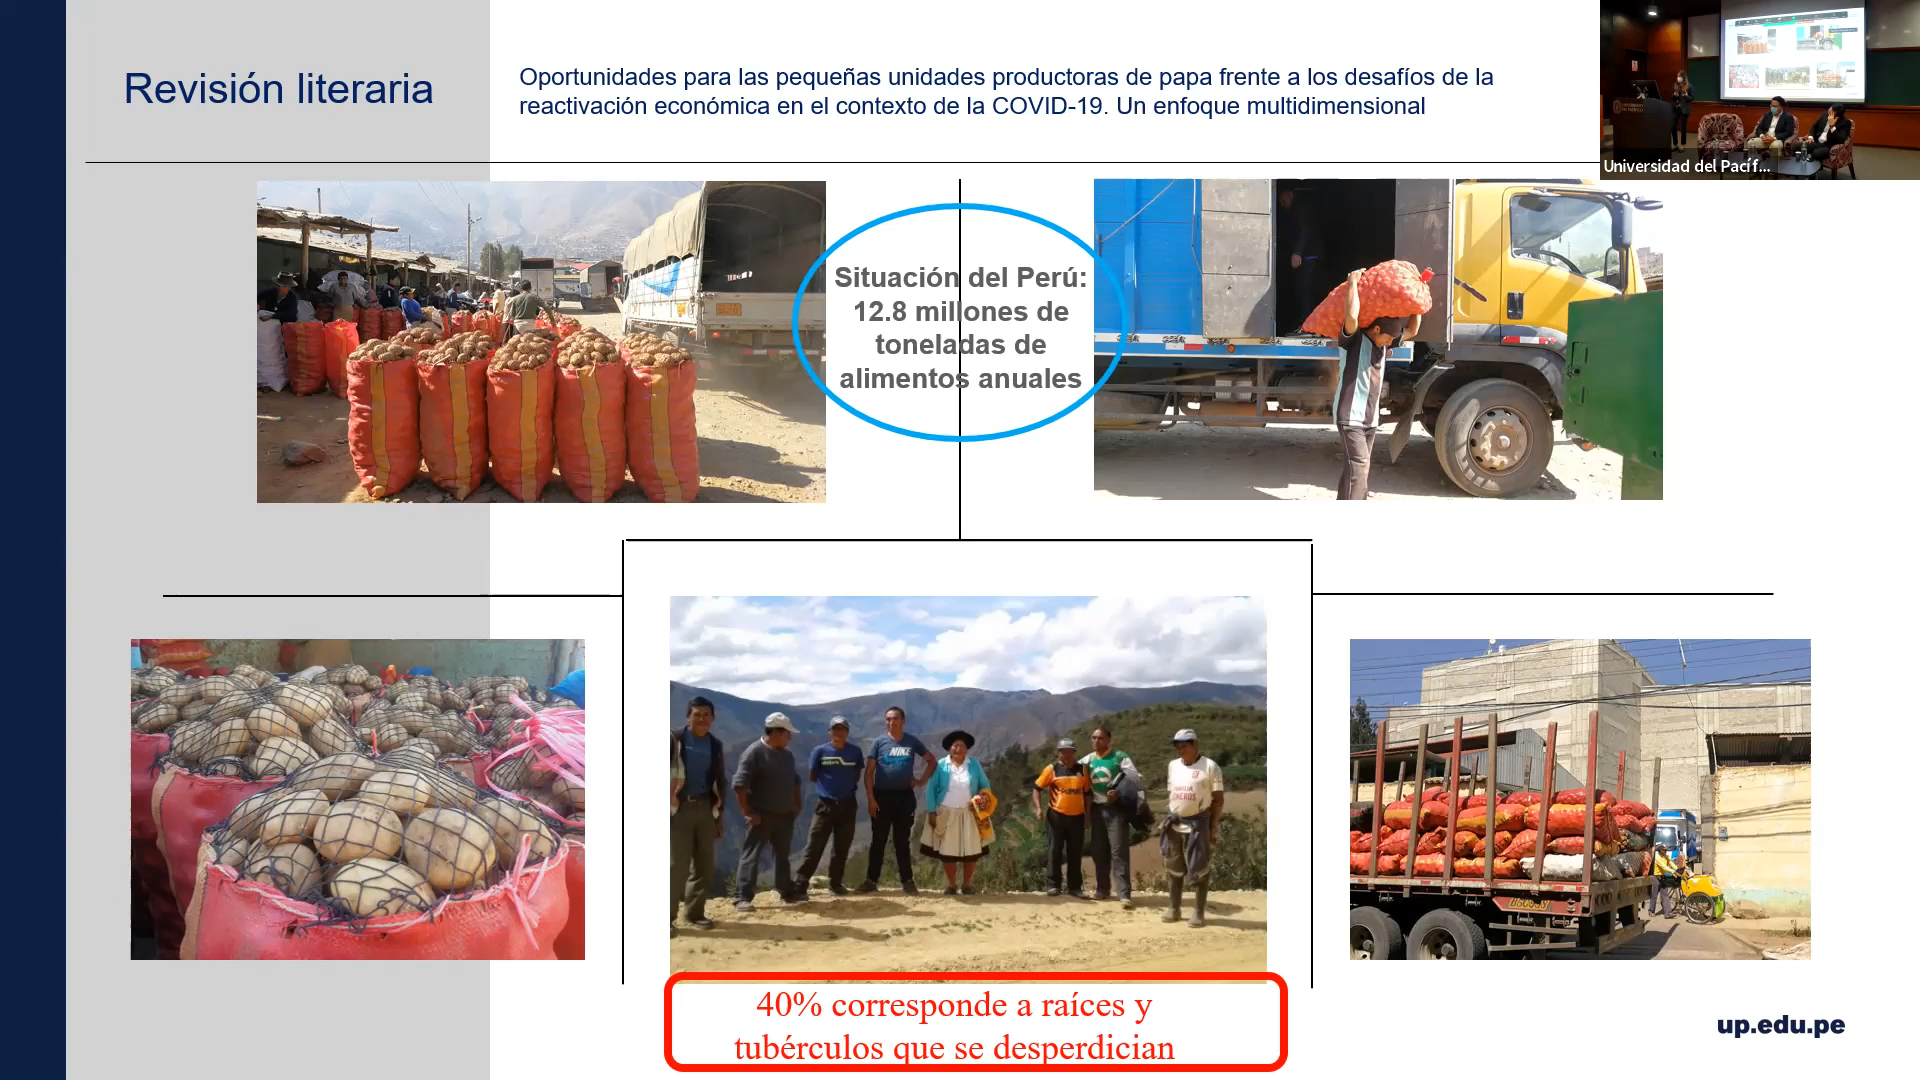 Revisión literaria
Oportunidades para las pequeñas unidades productoras de papa frente a los desafíos de la
reactivación económica en el contexto de la COVID-19. Un enfoque multidimensional
Universidad del Pacíf...
Situación del Perú:
12.8 millones de
toneladas de
alimentos anuales
NIKE
40% corresponde a raíces y
tubérculos que se desperdician
up.edu.pe